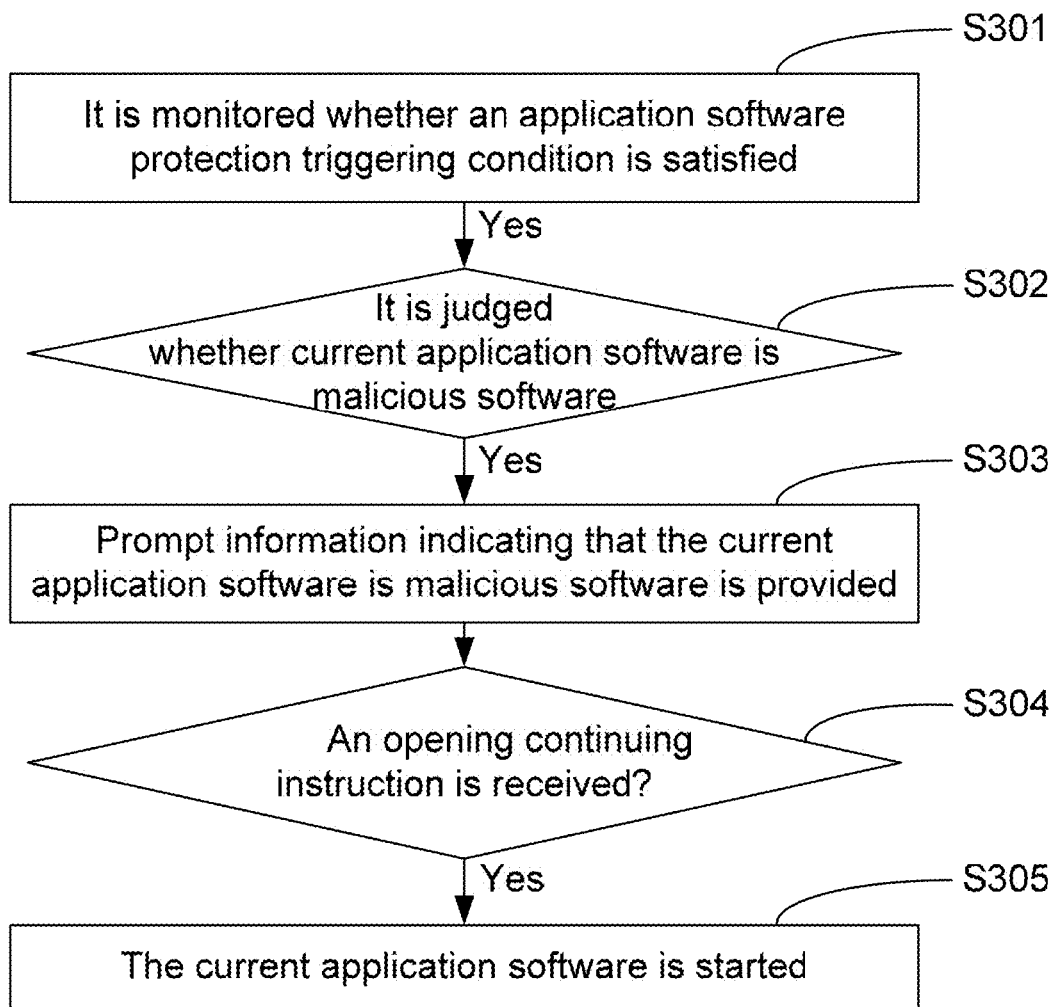 S301
It is monitored whether an application software
protection triggering condition is satisfied
Yes
S302
It is judged
whether current application software is
malicious software
Yes
S303
Prompt information indicating that the current
application software is malicious software is provided
S304
An opening continuing
instruction is received?
Yes
S305
The current application software is started